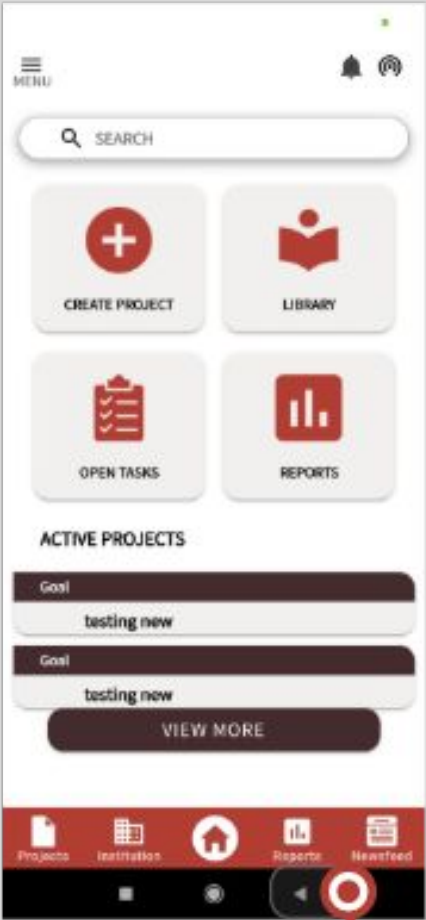 MENU
SEARCH
CREATE PROJECT
LIBRARY
OPEN TASKS
REPORTS
ACTIVE PROJECTS
Goal
testing new
Goal
testing new
VIEW MORE
Projects
Institution
Reports
Newsfeed